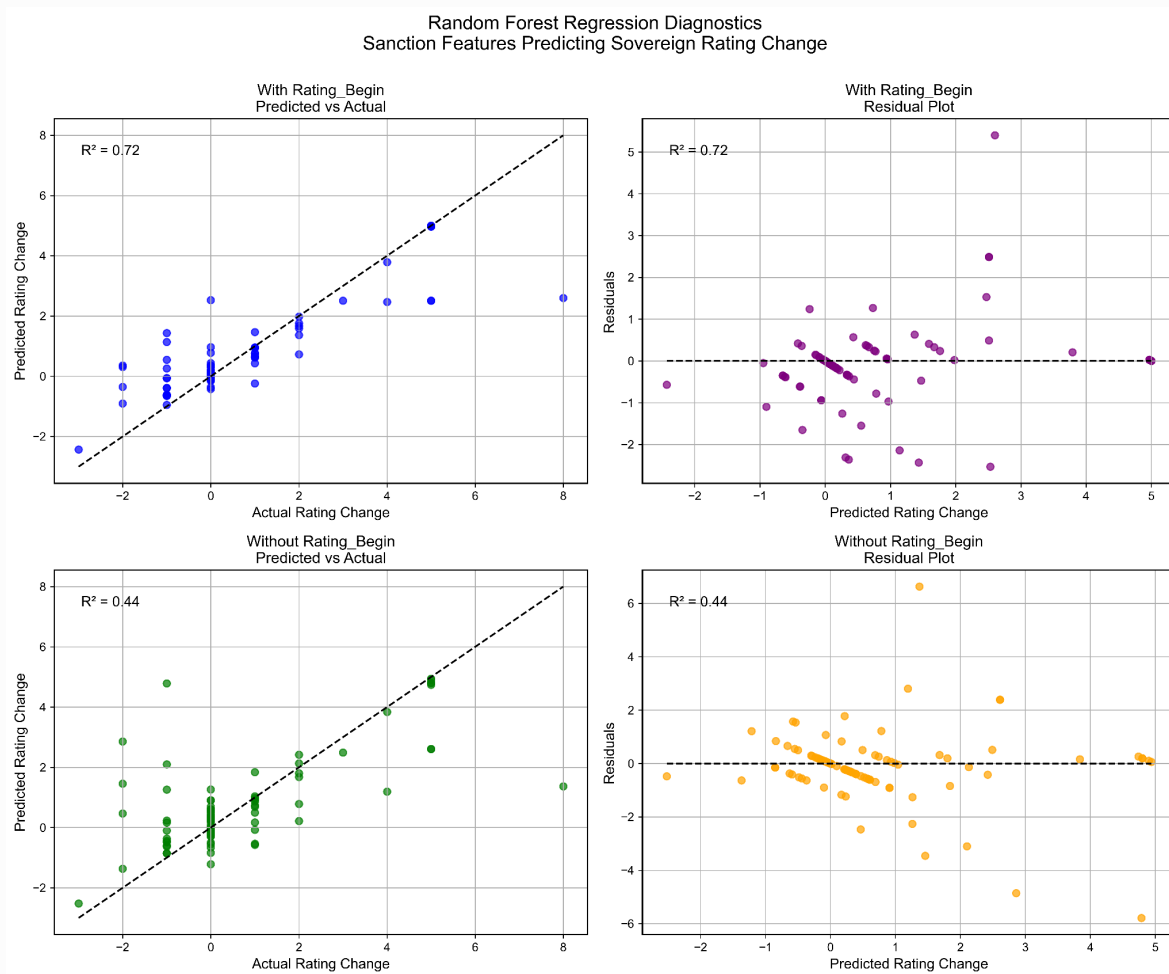 Random Forest Regression Diagnostics
Sanction Features Predicting Sovereign Rating Change
With Rating_Begin
Predicted vs Actual
R² = 0.72
8
6
4
2
0
−2
−2
0
2
4
6
8
Predicted Rating Change
Actual Rating Change
With Rating_Begin
Residual Plot
R² = 0.72
5
4
3
2
1
0
−1
−2
−2
−1
0
1
2
3
4
5
Residuals
Predicted Rating Change
Without Rating_Begin
Predicted vs Actual
R² = 0.44
8
6
4
2
0
−2
−2
0
2
4
6
8
Predicted Rating Change
Actual Rating Change
Without Rating_Begin
Residual Plot
R² = 0.44
6
4
2
0
−2
−4
−6
−2
−1
0
1
2
3
4
5
Residuals
Predicted Rating Change